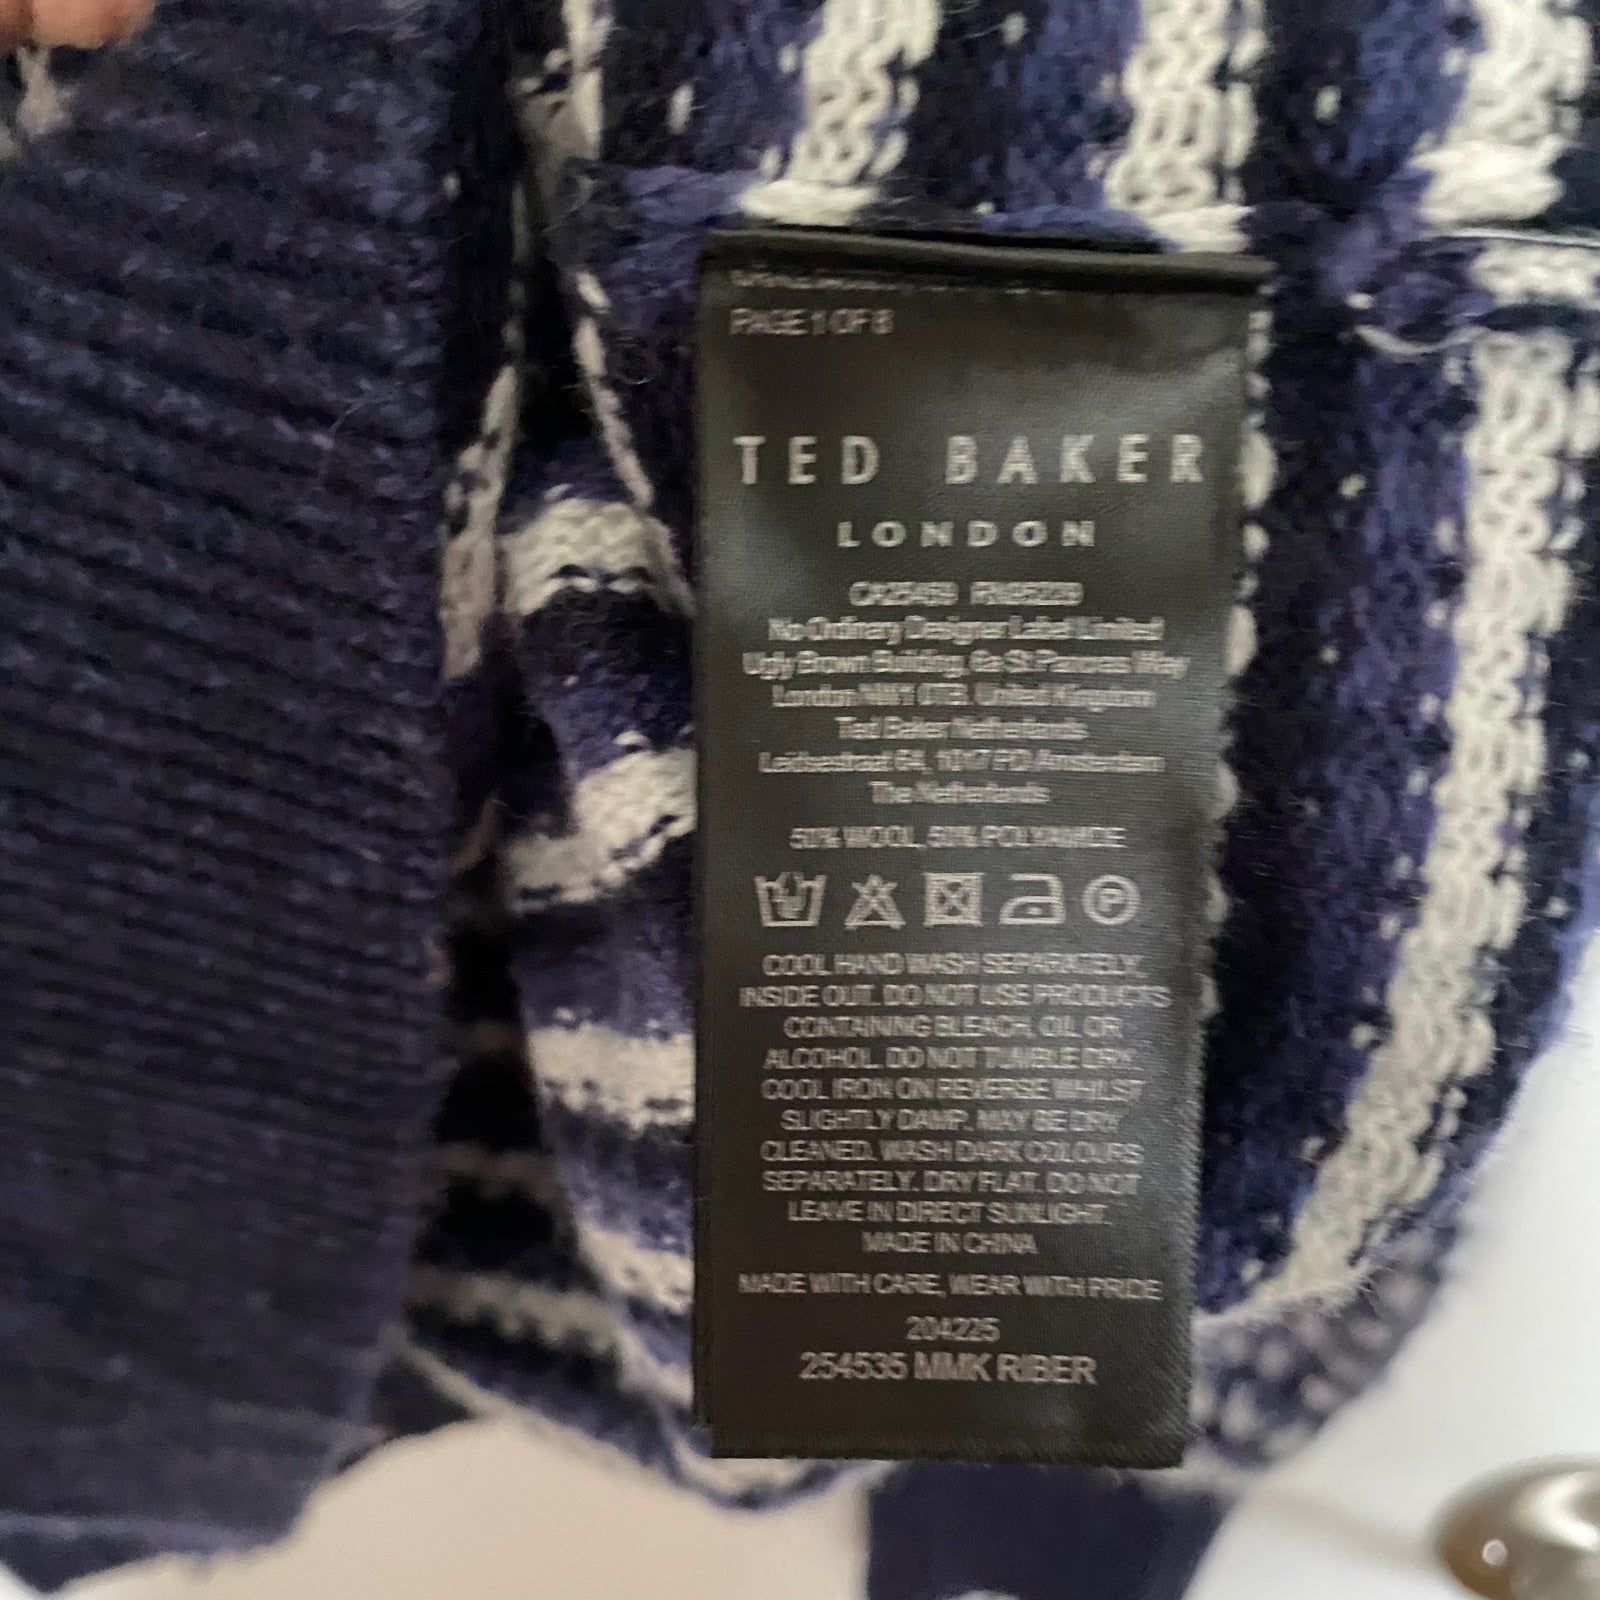 PAGE 1 OF 8
TED BAKER
LONDON
CA25459 RN95229
No Ordinary Designer Label Limited
Ugly Brown Building, 6a St Pancras Way
London NW1 0TB. United Kingdom
Ted Baker Netherlands
Leidsestraat 64, 1017 PD Amsterdam
The Netherlands
50% WOOL, 50% POLYAMIDE
P
COOL HAND WASH SEPARATELY,
INSIDE OUT. DO NOT USE PRODUCTS
CONTAINING BLEACH, OIL OR
ALCOHOL. DO NOT TUMBLE DRY.
COOL IRON ON REVERSE WHILST
SLIGHTLY DAMP. MAY BE DRY
CLEANED. WASH DARK COLOURS
SEPARATELY. DRY FLAT. DO NOT
LEAVE IN DIRECT SUNLIGHT.
MADE IN CHINA
MADE WITH CARE, WEAR WITH PRIDE
204225
254535 MMK RIBER